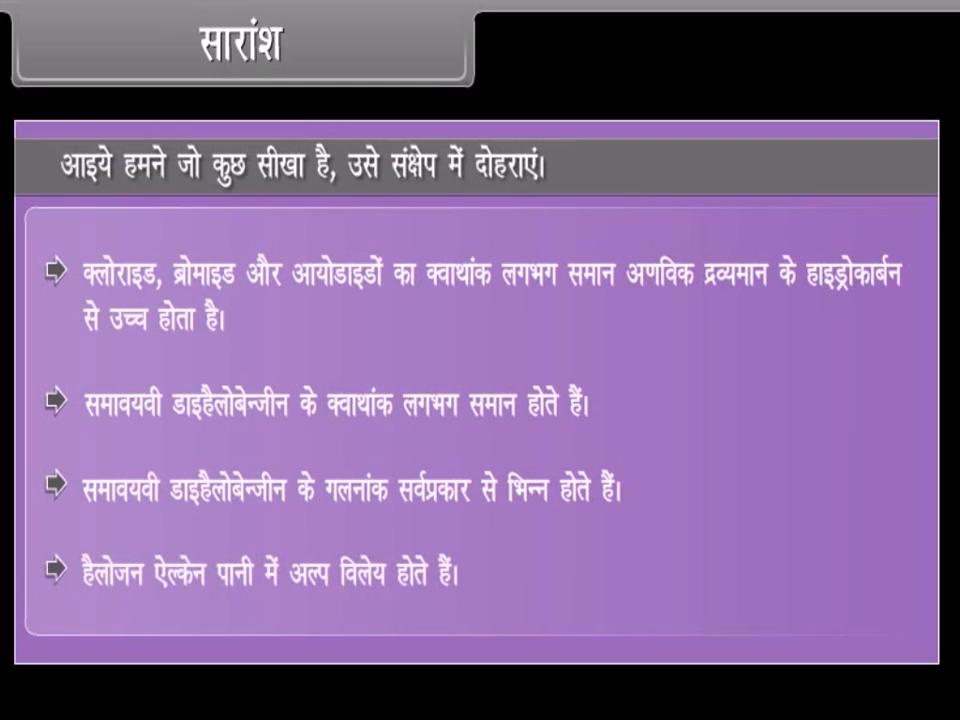 सारांश
आइये हमने जो कुछ सीखा है, उसे संक्षेप में दोहराएं।
क्लोराइड, ब्रोमाइड और आयोडाइडों का क्वाथांक लगभग समान अणविक द्रव्यमान के हाइड्रोकार्बन
से उच्च होता है।
समावयवी डाइहैलोबेन्जीन के क्वाथांक लगभग समान होते हैं।
समावयवी डाइहैलोबेन्जीन के गलनांक सर्वप्रकार से भिन्न होते हैं।
हैलोजन ऐल्केन पानी में अल्प विलेय होते हैं।